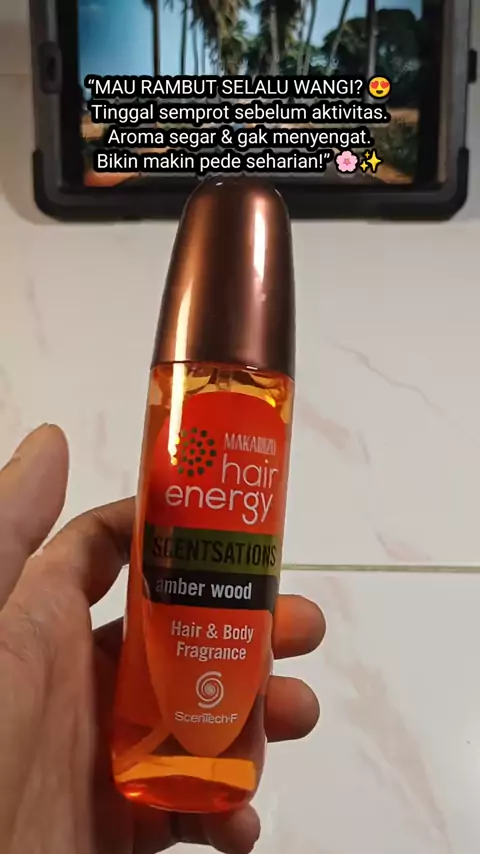 “MAU RAMBUT SELALU WANGI? 😍
Tinggal semprot sebelum aktivitas.
Aroma segar & gak menyengat.
Bikin makin pede seharian!” 🌸✨
MAKARIZO
hair
energy
SCENTSATIONS
amber wood
Hair & Body
Fragrance
ScenTech-F